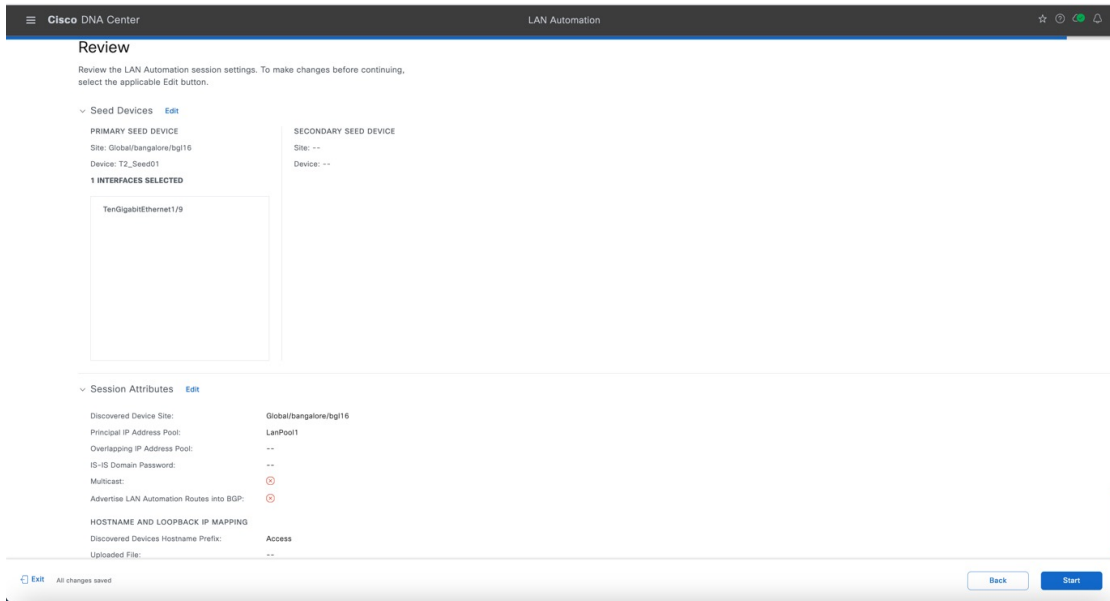 Cisco DNA Center
LAN Automation
Review
Review the LAN Automation session settings. To make changes before continuing,
select the applicable Edit button.
Seed Devices Edit
PRIMARY SEED DEVICE
Site: Global/bangalore/bgl16
Device: T2_Seed01
1 INTERFACES SELECTED
TenGigabitEthernet1/9
SECONDARY SEED DEVICE
Site: --
Device: --
Session Attributes Edit
Discovered Device Site: Global/bangalore/bgl16
Principal IP Address Pool: LanPool1
Overlapping IP Address Pool: --
IS-IS Domain Password: --
Multicast:
Advertise LAN Automation Routes into BGP:
HOSTNAME AND LOOPBACK IP MAPPING
Discovered Devices Hostname Prefix: Access
Uploaded File: --
Exit All changes saved
Back
Start